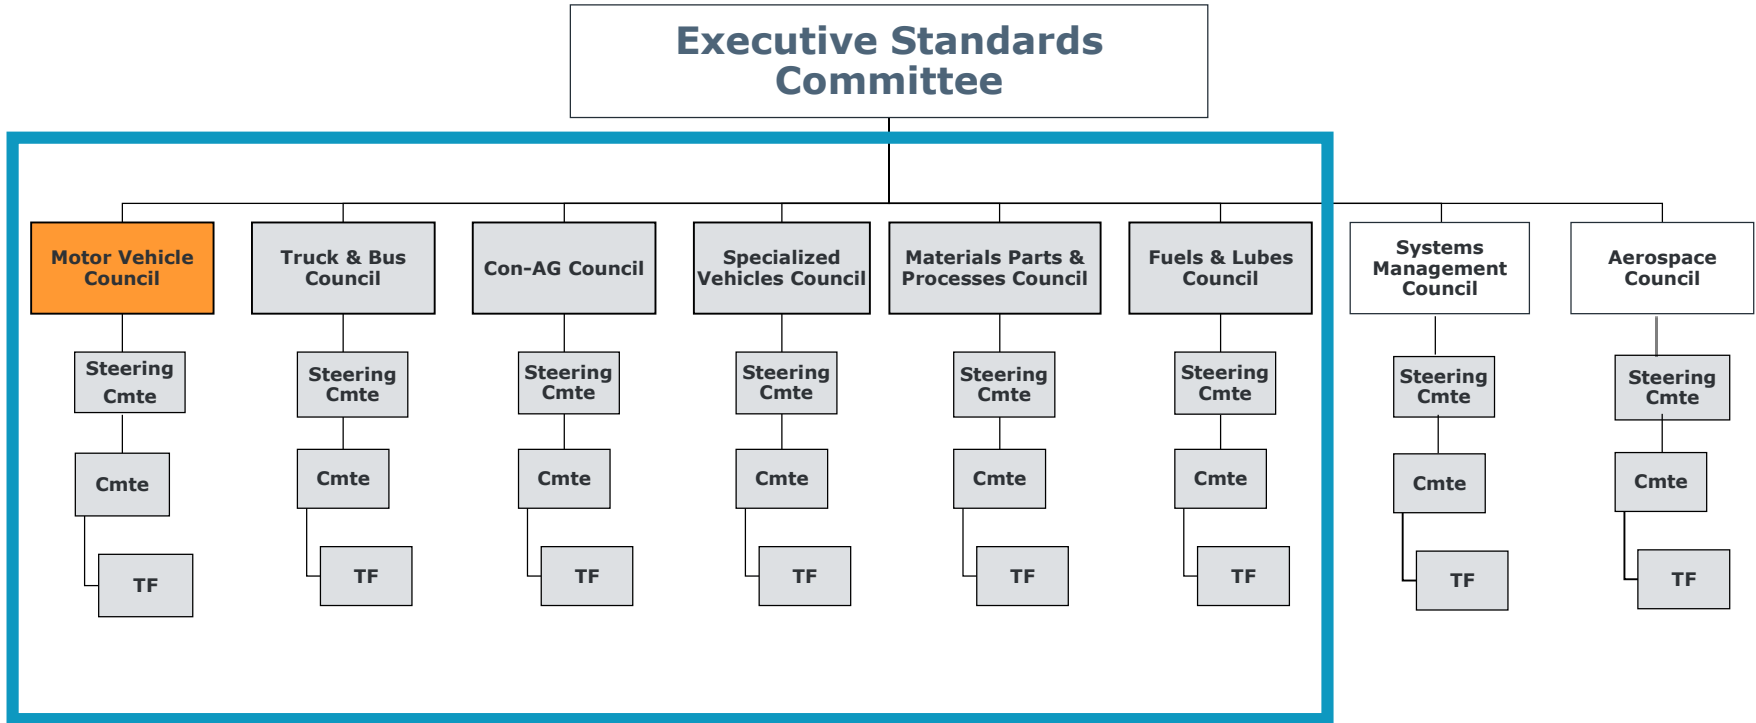 Executive Standards
Committee
Motor Vehicle
Council
Truck & Bus
Council
Con-AG Council
Specialized
Vehicles Council
Materials Parts &
Processes Council
Fuels & Lubes
Council
Systems
Management
Council
Aerospace
Council
Steering
Cmte
Steering
Cmte
Steering
Cmte
Steering
Cmte
Steering
Cmte
Steering
Cmte
Steering
Cmte
Steering
Cmte
Cmte
Cmte
Cmte
Cmte
Cmte
Cmte
Cmte
Cmte
TF
TF
TF
TF
TF
TF
TF
TF